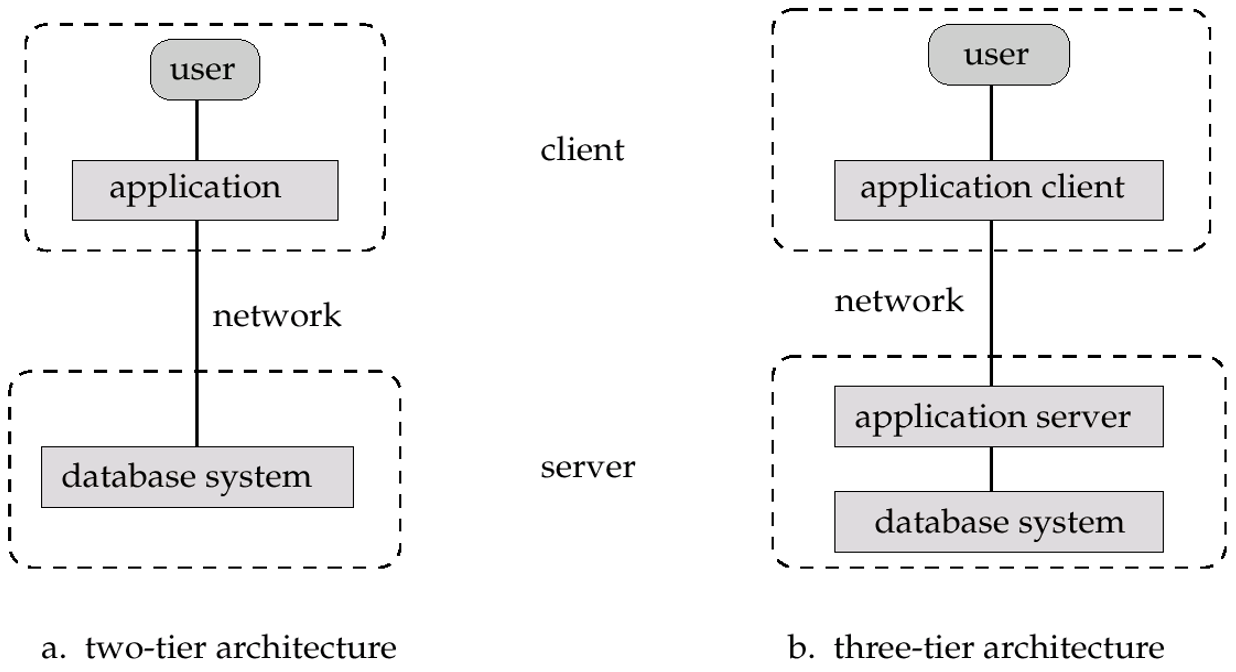 user
application
network
database system
client
server
user
application client
network
application server
database system
a. two-tier architecture
b. three-tier architecture